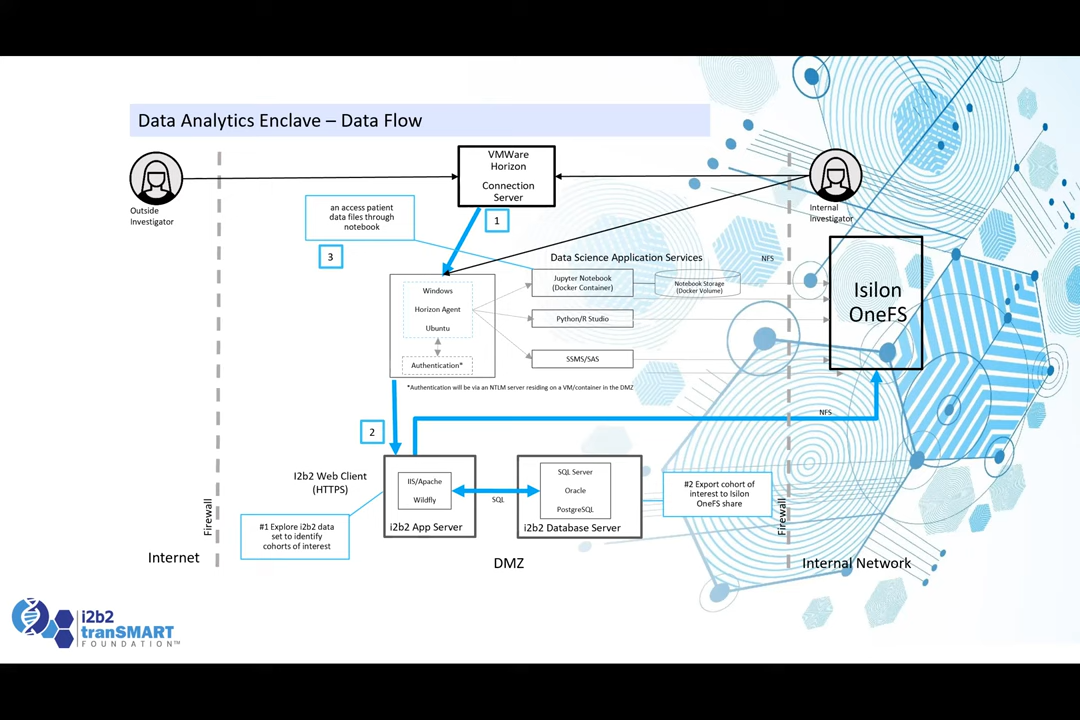 Data Analytics Enclave – Data Flow
VMWare
Horizon
Connection
Server
Outside
Investigator
Internal
Investigator
an access patient
data files through
notebook
1
3
Data Science Application Services
NFS
Windows
Horizon Agent
Ubuntu
Authentication*
Jupyter Notebook
(Docker Container)
Notebook Storage
(Docker Volume)
Python/R Studio
SSMS/SAS
Isilon
OneFS
*Authentication will be via an NTLM server residing on a VM/container in the DMZ
NFS
2
I2b2 Web Client
(HTTPS)
IIS/Apache
Wildfly
i2b2 App Server
SQL
SQL Server
Oracle
PostgreSQL
i2b2 Database Server
#2 Export cohort of
interest to Isilon
OneFS share
#1 Explore i2b2 data
set to identify
cohorts of interest
Firewall
Firewall
Internet
DMZ
Internal Network
i2b2
tranSMART
FOUNDATION™